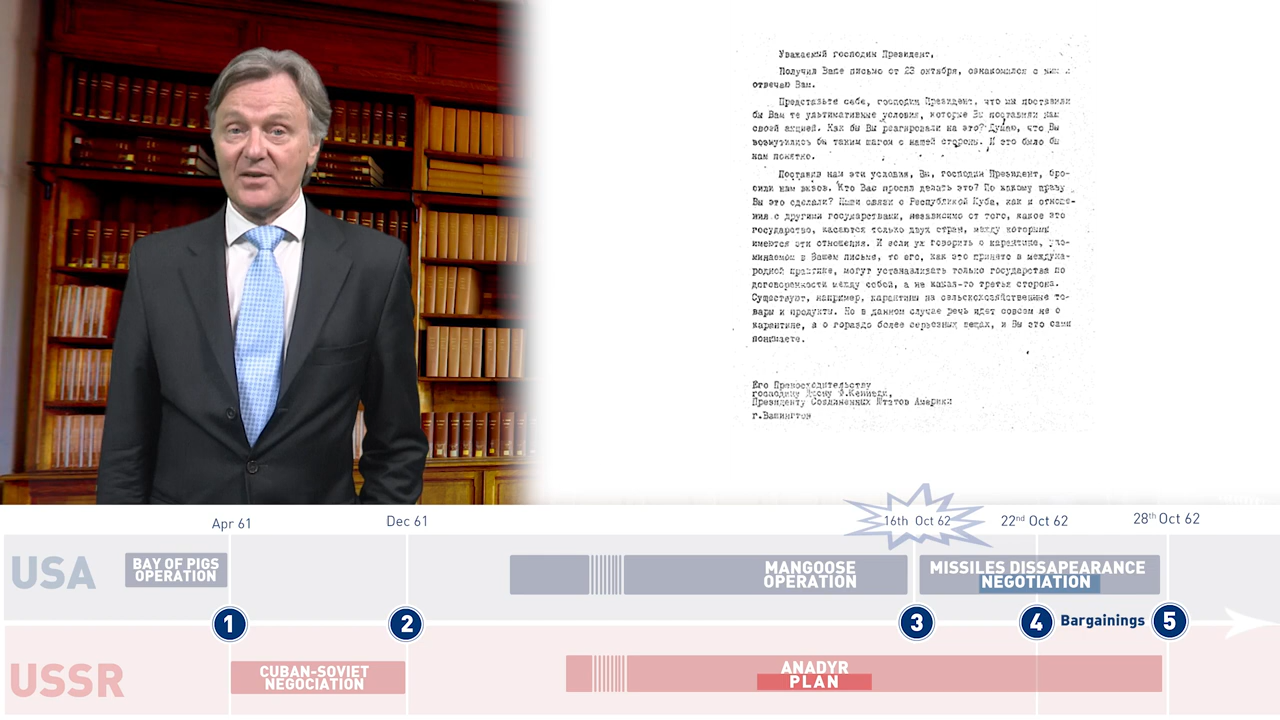 Уважаемый господин Президент,
Получил Ваше письмо от 23 октября, ознакомился с ним и
отвечаю Вам.
Представьте себе, господин Президент, что мы поставили
бы Вам те ультимативные условия, которые Вы поставили нам
своей акцией. Как бы Вы реагировали на это? Думаю, что Вы
возмутились бы таким шагом с нашей стороны. И это было бы
нам понятно.
Поставив нам эти условия, Вы, господин Президент, бро-
сили нам вызов. Кто Вас просил делать это? По какому праву
Вы это сделали? Наши связи с Республикой Куба, как и отноше-
ния с другими государствами, независимо от того, какое это
государство, касаются только двух стран, между которыми
имеются эти отношения. И если уж говорить о карантине, упо-
минаемом в Вашем письме, то его, как это принято в междуна-
родной практике, могут устанавливать только государства по
договоренности между собой, а не какая-то третья сторона.
Существуют, например, карантины на сельскохозяйственные то-
вары и продукты. Но в данном случае речь идет совсем не о
карантине, а о гораздо более серьезных вещах, и Вы это сами
понимаете.
Его Превосходительству
господину Джону Ф.Кеннеди,
Президенту Соединенных Штатов Америки
г.Вашингтон
Apr 61
Dec 61
16th Oct 62
22nd Oct 62
28th Oct 62
USA
BAY OF PIGS
OPERATION
MANGOOSE
OPERATION
MISSILES DISSAPEARANCE
NEGOTIATION
1
2
3
4
Bargainings
5
USSR
CUBAN-SOVIET
NEGOCIATION
ANADYR
PLAN